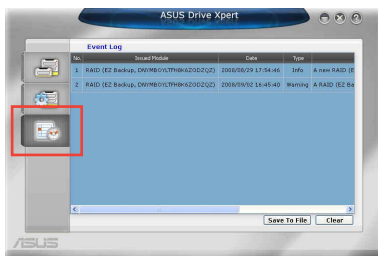 ASUS Drive Xpert
Event Log
No. Issued Module Date Type
1 RAID (EZ Backup, DNYMBOYLTFH8K6ZODZQ2) 2008/08/29 17:54:46 Info A new RAID (E
2 RAID (EZ Backup, DNYMBOYLTFH8K6ZODZQ2) 2008/09/02 16:45:40 Warning A RAID (EZ Ba
Save To File Clear
ASUS